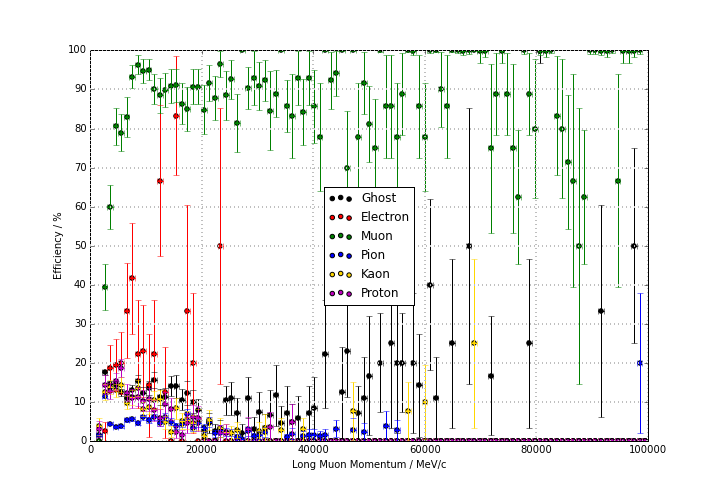 100
90
80
70
60
50
40
30
20
10
0
Efficiency / %
Ghost
Electron
Muon
Pion
Kaon
Proton
0 20000 40000 60000 80000 100000
Long Muon Momentum / MeV/c